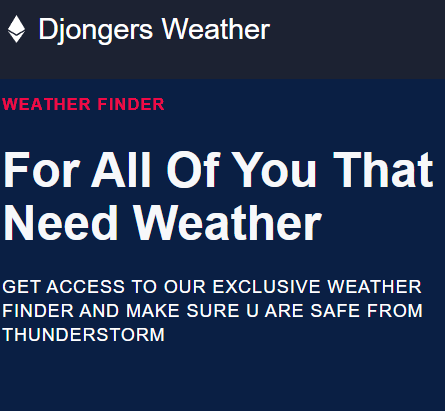 Djongers Weather
WEATHER FINDER
For All Of You That
Need Weather
GET ACCESS TO OUR EXCLUSIVE WEATHER
FINDER AND MAKE SURE U ARE SAFE FROM
THUNDERSTORM